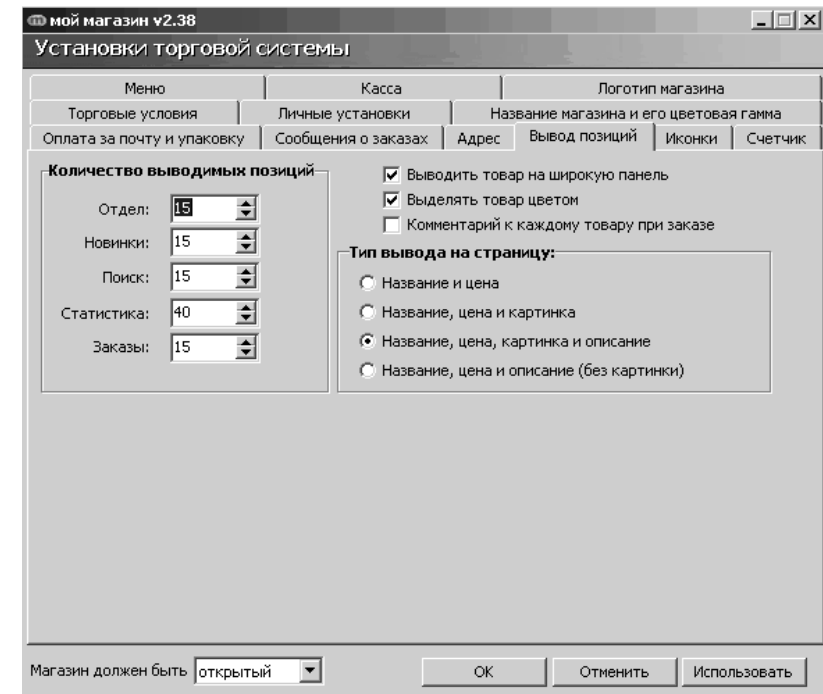 мой магазин v2.38
Установки торговой системы
Меню Касса Логотип магазина
Торговые условия Личные установки Название магазина и его цветовая гамма
Оплата за почту и упаковку Сообщения о заказах Адрес Вывод позиций Иконки Счетчик
Количество выводимых позиций
Отдел: 15
Новинки: 15
Поиск: 15
Статистика: 40
Заказы: 15
Выводить товар на широкую панель
Выделять товар цветом
Комментарий к каждому товару при заказе
Тип вывода на страницу:
Название и цена
Название, цена и картинка
Название, цена, картинка и описание
Название, цена и описание (без картинки)
Магазин должен быть открытый OK Отменить Использовать